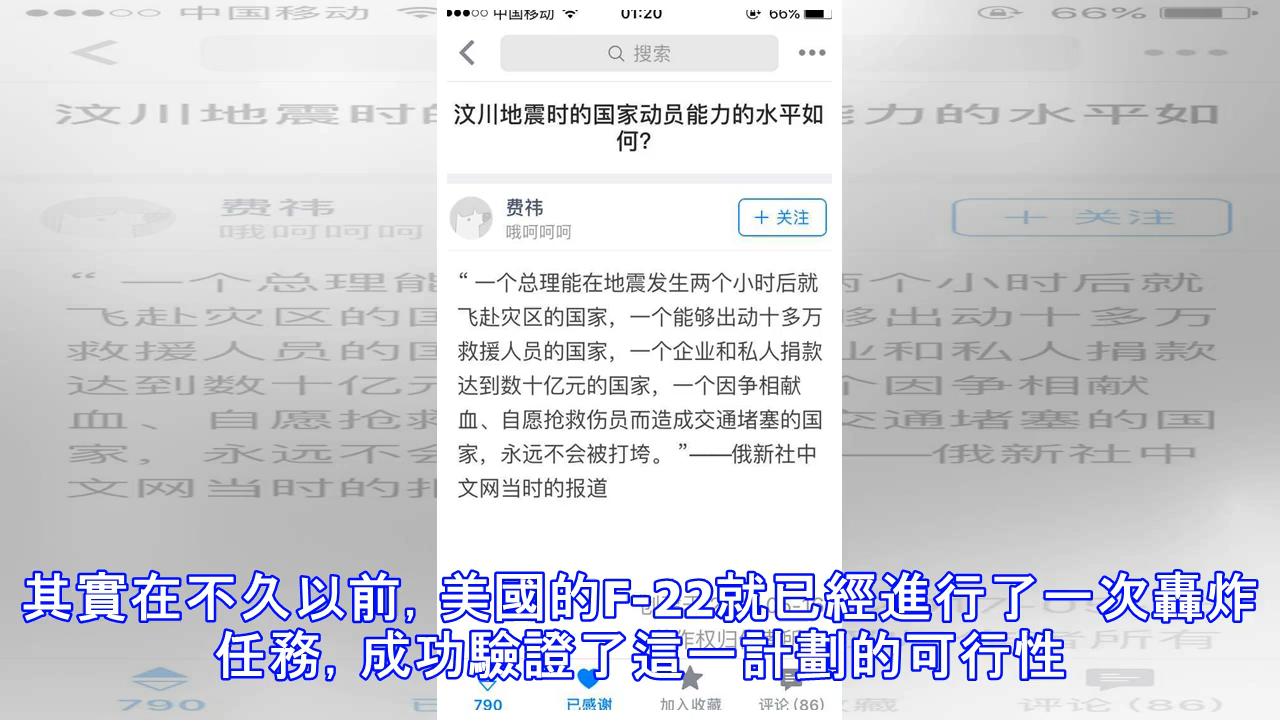 中国移动 01:20 66%
搜索
汶川地震时的国家动员能力的水平如
何?
费祎
哦呵呵呵
+ 关注
“ 一个总理能在地震发生两个小时后就
飞赴灾区的国家，一个能够出动十多万
救援人员的国家，一个企业和私人捐款
达到数十亿元的国家，一个因争相献
血、自愿抢救伤员而造成交通堵塞的国
家，永远不会被打垮。 ”——俄新社中
文网当时的报道
其實在不久以前, 美國的F-22就已經進行了一次轟炸
任務, 成功驗證了這一計劃的可行性
790 已感谢 加入收藏 评论 (86)